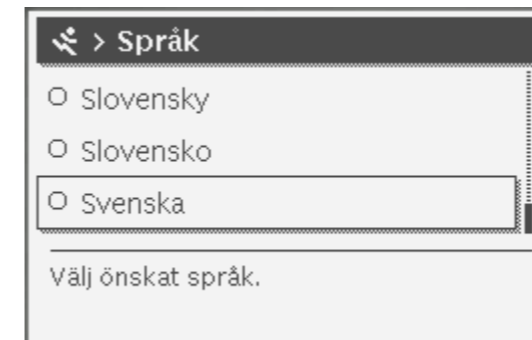 > Språk
Slovensky
Slovensko
Svenska
Välj önskat språk.